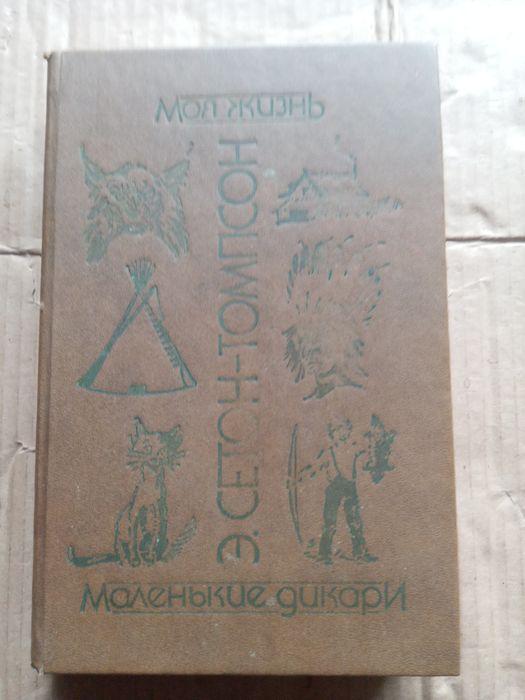 Моя жизнь
Э. СЕТОН-ТОМПСОН
Маленькие дикари